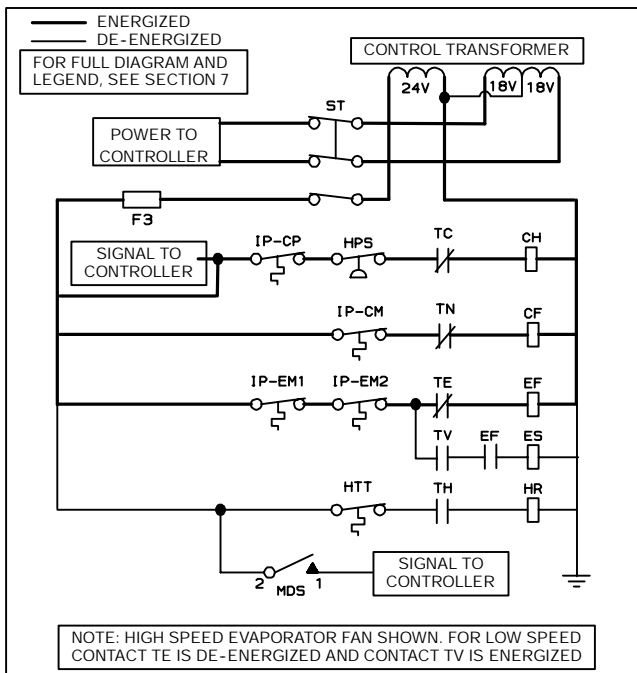 ENERGIZED
DE-ENERGIZED
FOR FULL DIAGRAM AND
LEGEND, SEE SECTION 7
CONTROL TRANSFORMER
24V
18V
18V
ST
POWER TO
CONTROLLER
F3
SIGNAL TO
CONTROLLER
IP-CP
HPS
TC
CH
IP-CM
TN
CF
IP-EM1
IP-EM2
TE
EF
TV
EF
ES
HTT
TH
HR
2
MDS
1
SIGNAL TO
CONTROLLER
NOTE: HIGH SPEED EVAPORATOR FAN SHOWN. FOR LOW SPEED
CONTACT TE IS DE-ENERGIZED AND CONTACT TV IS ENERGIZED